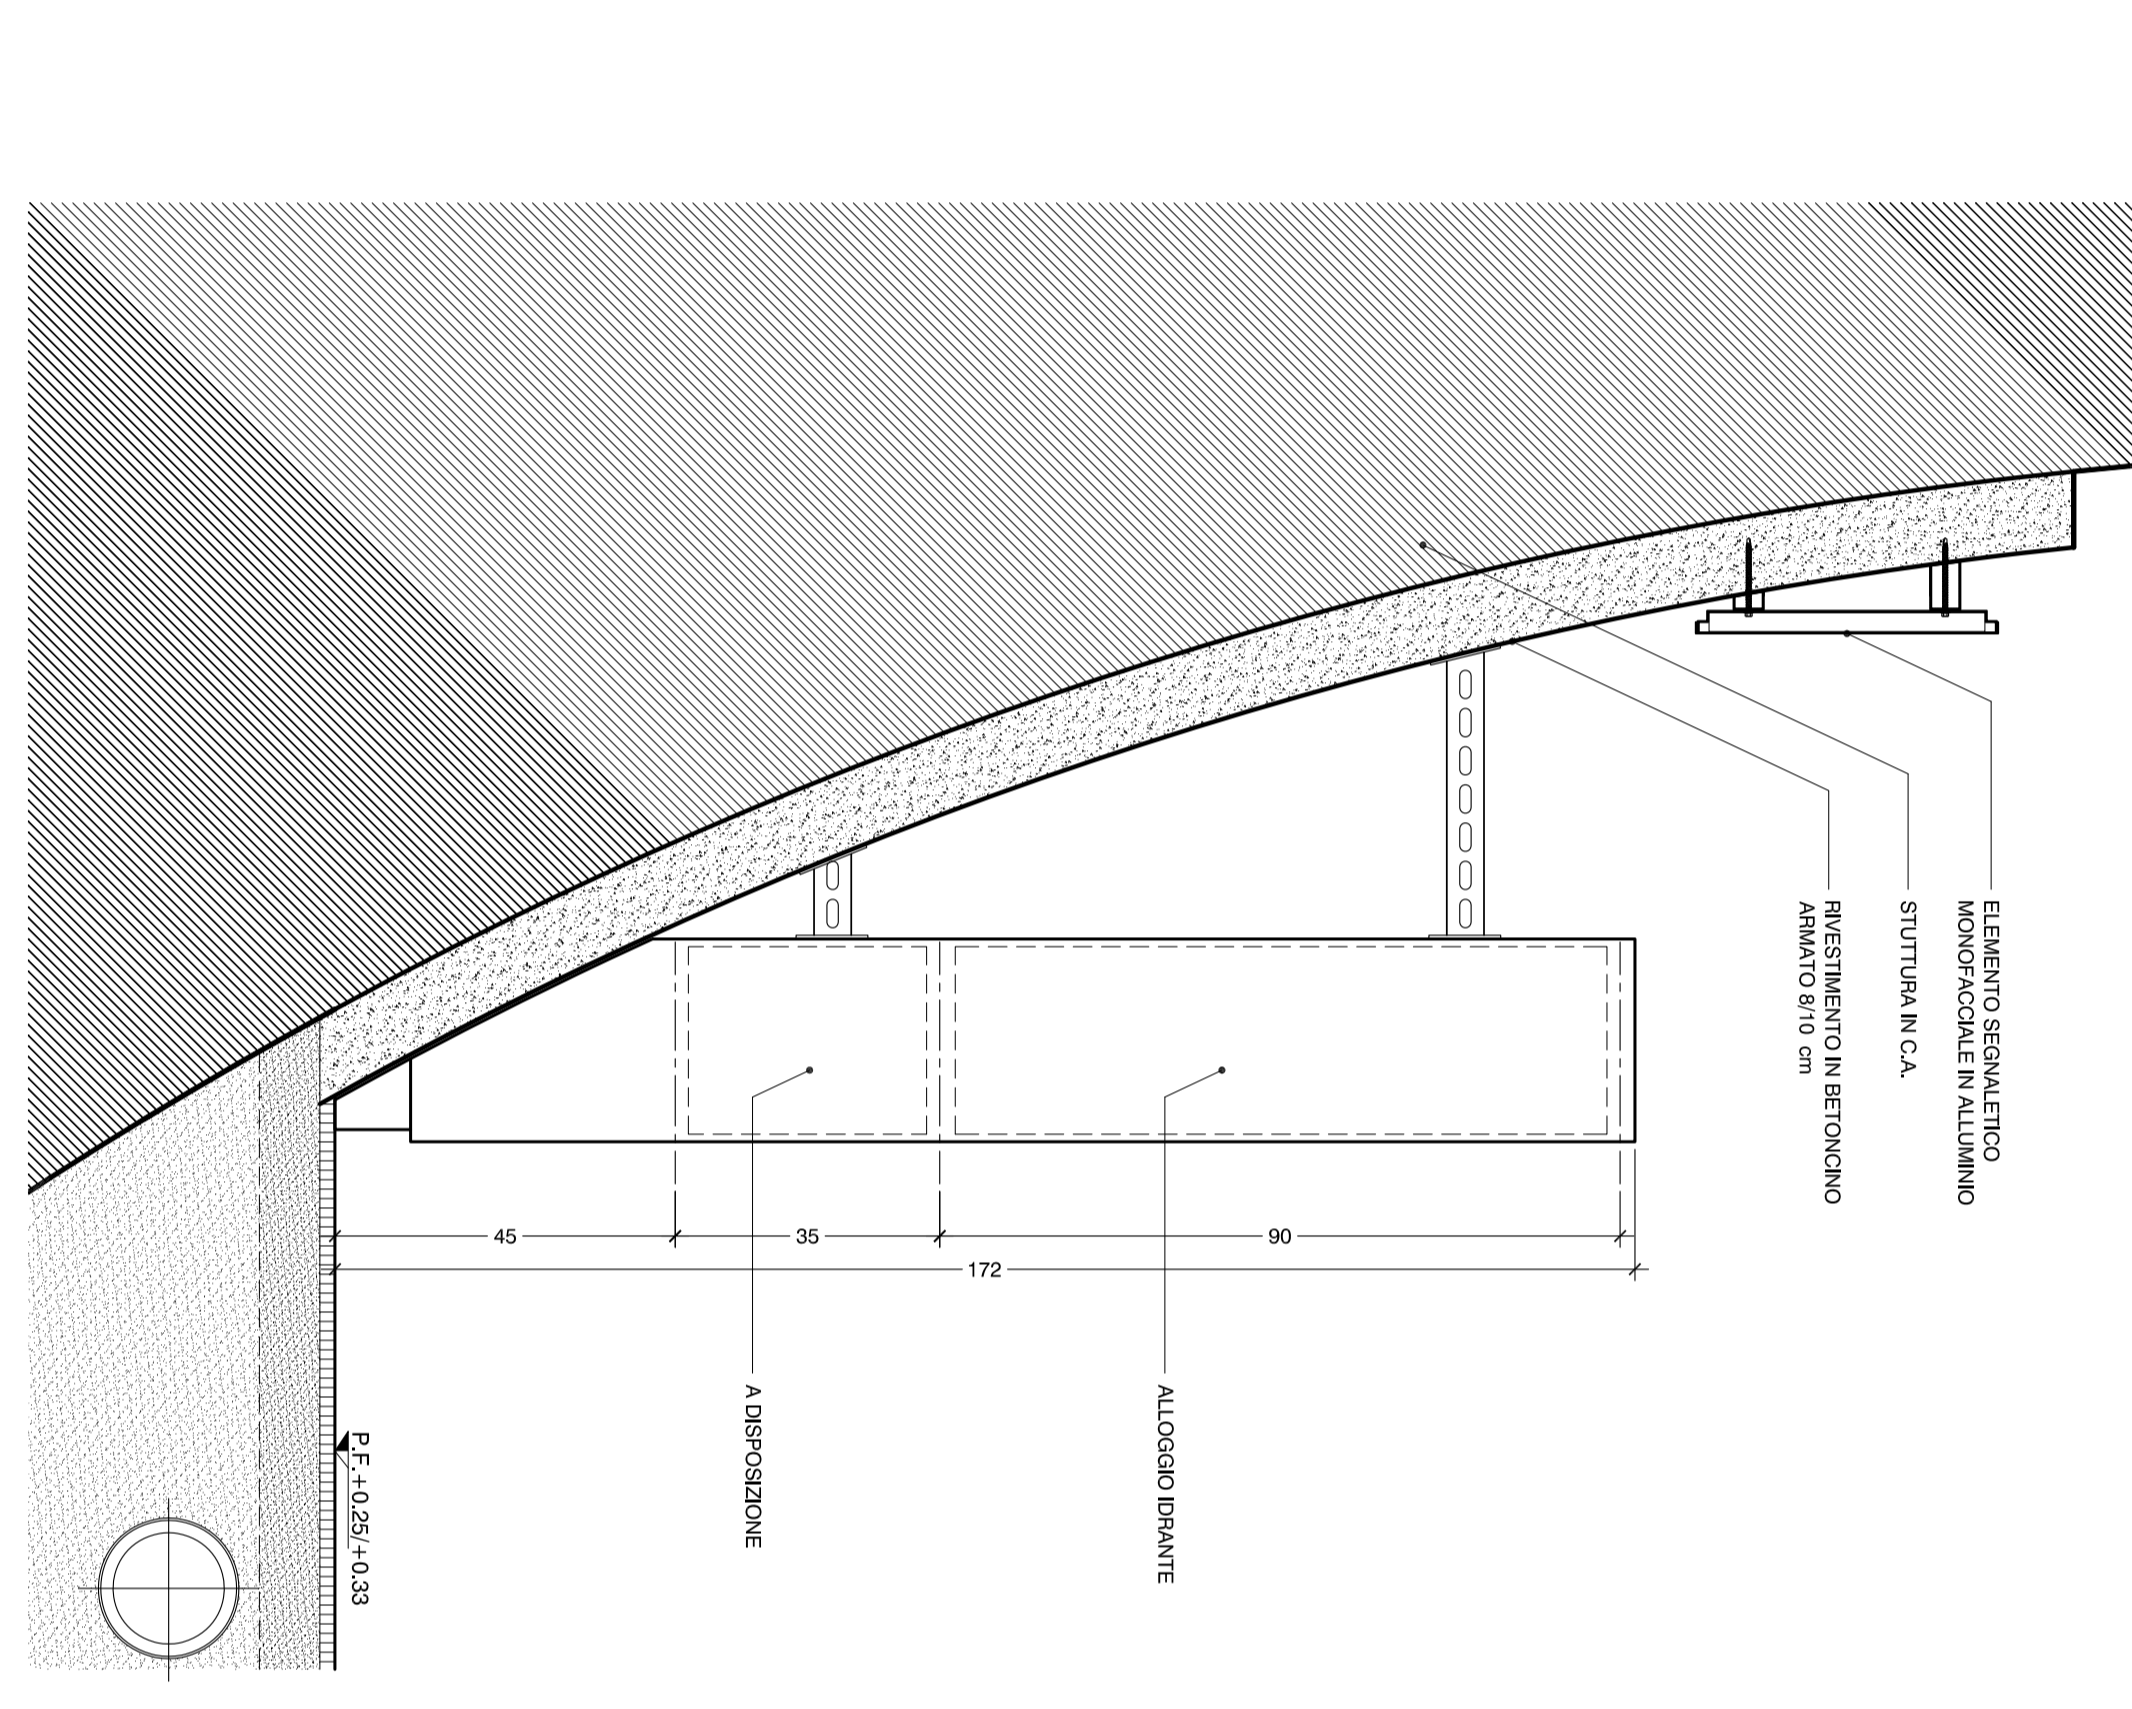 ELEMENTO SEGNALETICO
MONOFACCIALE IN ALLUMINIO
STUTTURA IN C.A.
RIVESTIMENTO IN BETONCINO
ARMATO 8/10 cm
45
35
90
172
ALLOGGIO IDRANTE
A DISPOSIZIONE
P.F. +0.25/+0.33